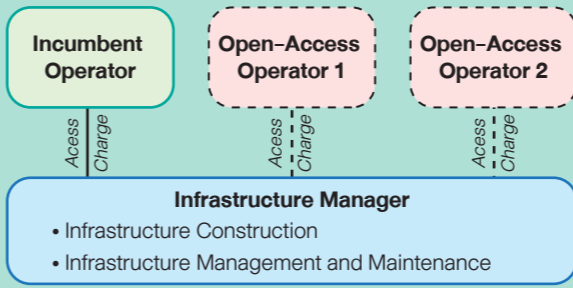 Incumbent
Operator
Open–Access
Operator 1
Open–Access
Operator 2
Acess
Charge
Acess
Charge
Acess
Charge
Infrastructure Manager
• Infrastructure Construction
• Infrastructure Management and Maintenance